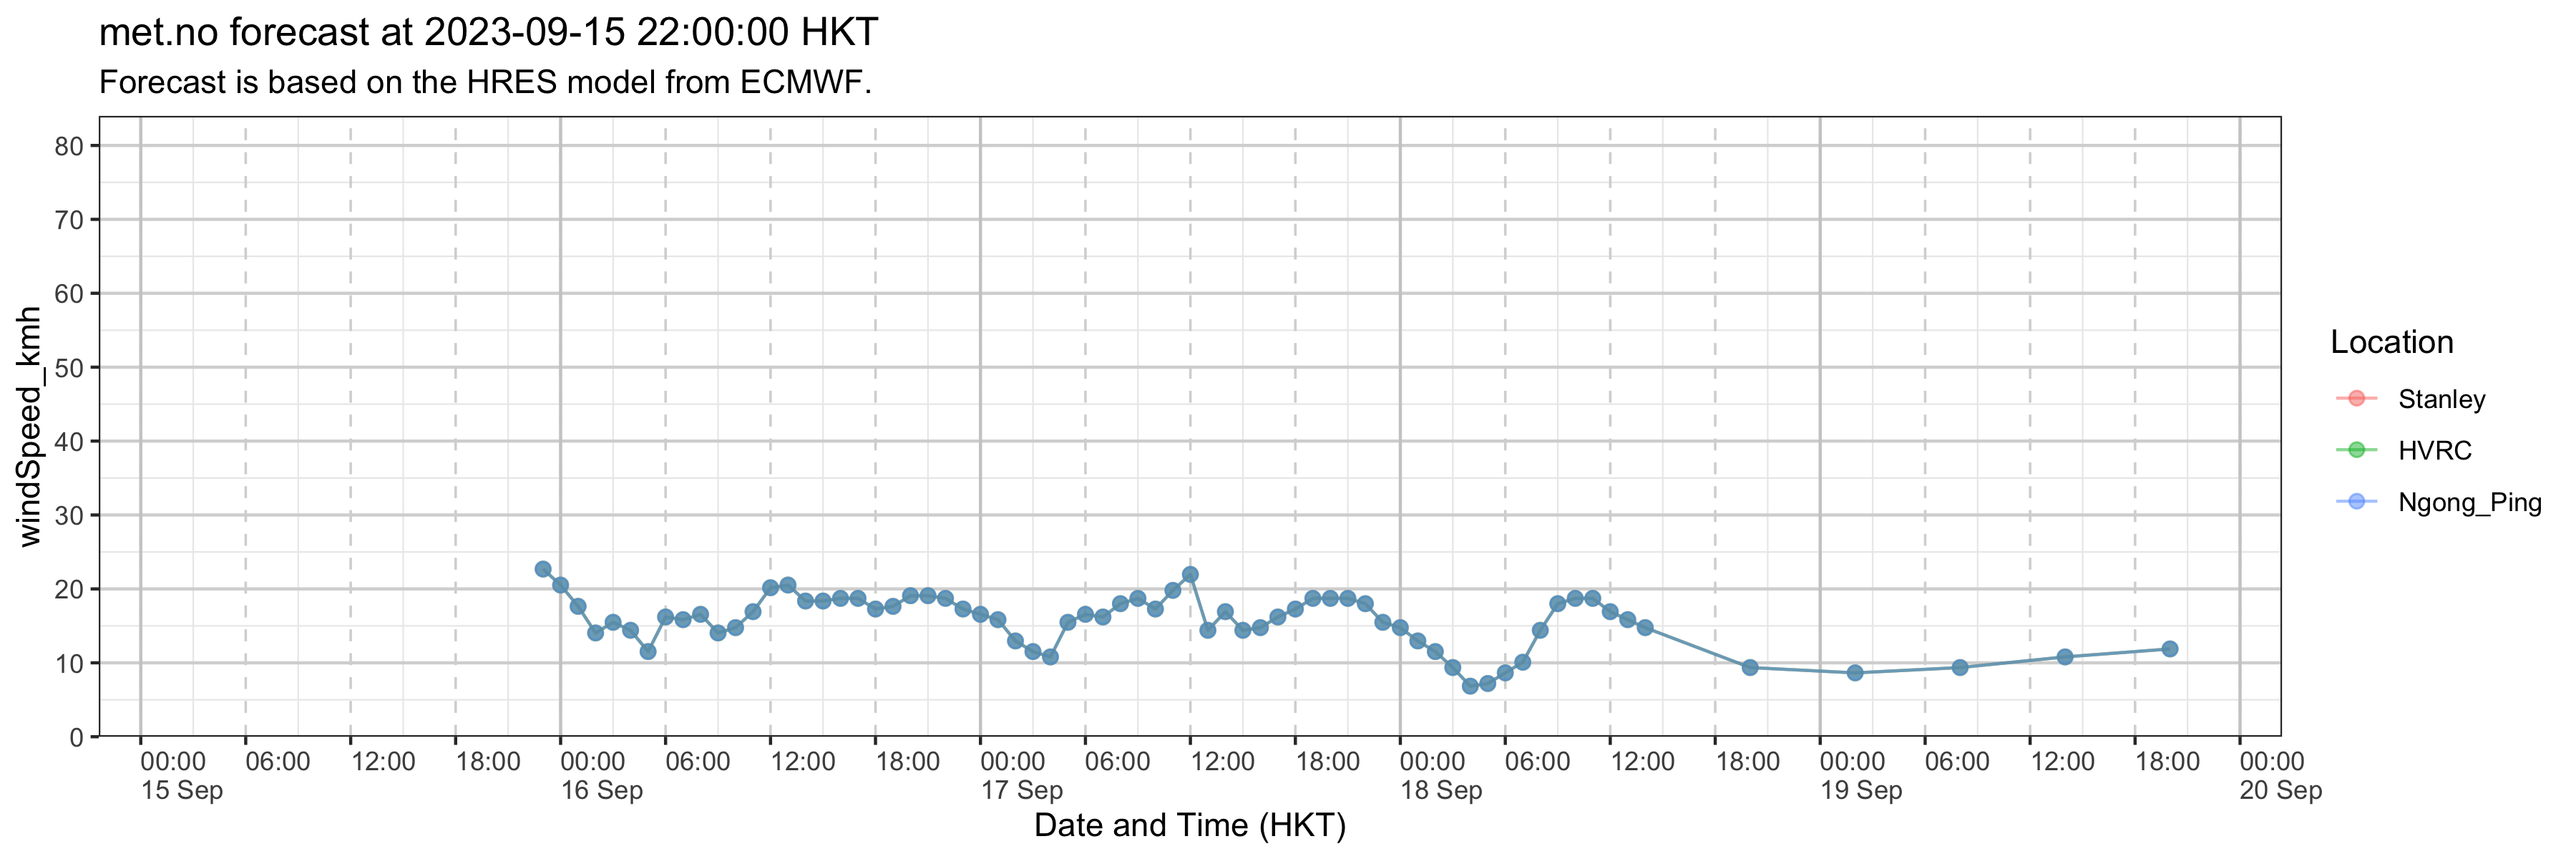 met.no forecast at 2023-09-15 22:00:00 HKT
Forecast is based on the HRES model from ECMWF.
windSpeed_kmh
80
70
60
50
40
30
20
10
0
00:00 06:00 12:00 18:00 00:00 06:00 12:00 18:00 00:00 06:00 12:00 18:00 00:00 06:00 12:00 18:00 00:00 06:00 12:00 18:00 00:00
15 Sep 16 Sep 17 Sep 18 Sep 19 Sep 20 Sep
Date and Time (HKT)
Location
Stanley
HVRC
Ngong_Ping